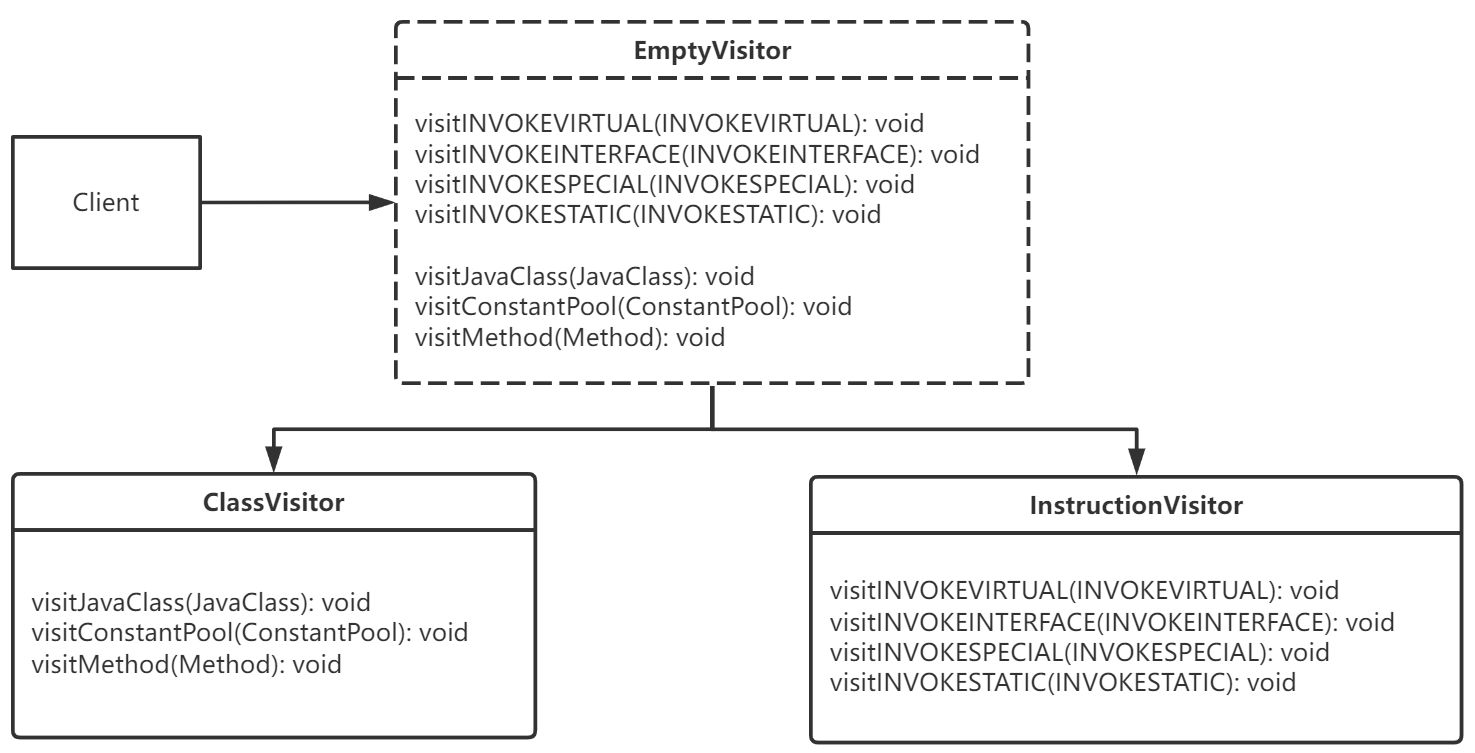 EmptyVisitor
visitINVOKEVIRTUAL(INVOKEVIRTUAL): void
visitINVOKEINTERFACE(INVOKEINTERFACE): void
visitINVOKESPECIAL(INVOKESPECIAL): void
visitINVOKESTATIC(INVOKESTATIC): void
visitJavaClass(JavaClass): void
visitConstantPool(ConstantPool): void
visitMethod(Method): void
Client
ClassVisitor
visitJavaClass(JavaClass): void
visitConstantPool(ConstantPool): void
visitMethod(Method): void
InstructionVisitor
visitINVOKEVIRTUAL(INVOKEVIRTUAL): void
visitINVOKEINTERFACE(INVOKEINTERFACE): void
visitINVOKESPECIAL(INVOKESPECIAL): void
visitINVOKESTATIC(INVOKESTATIC): void